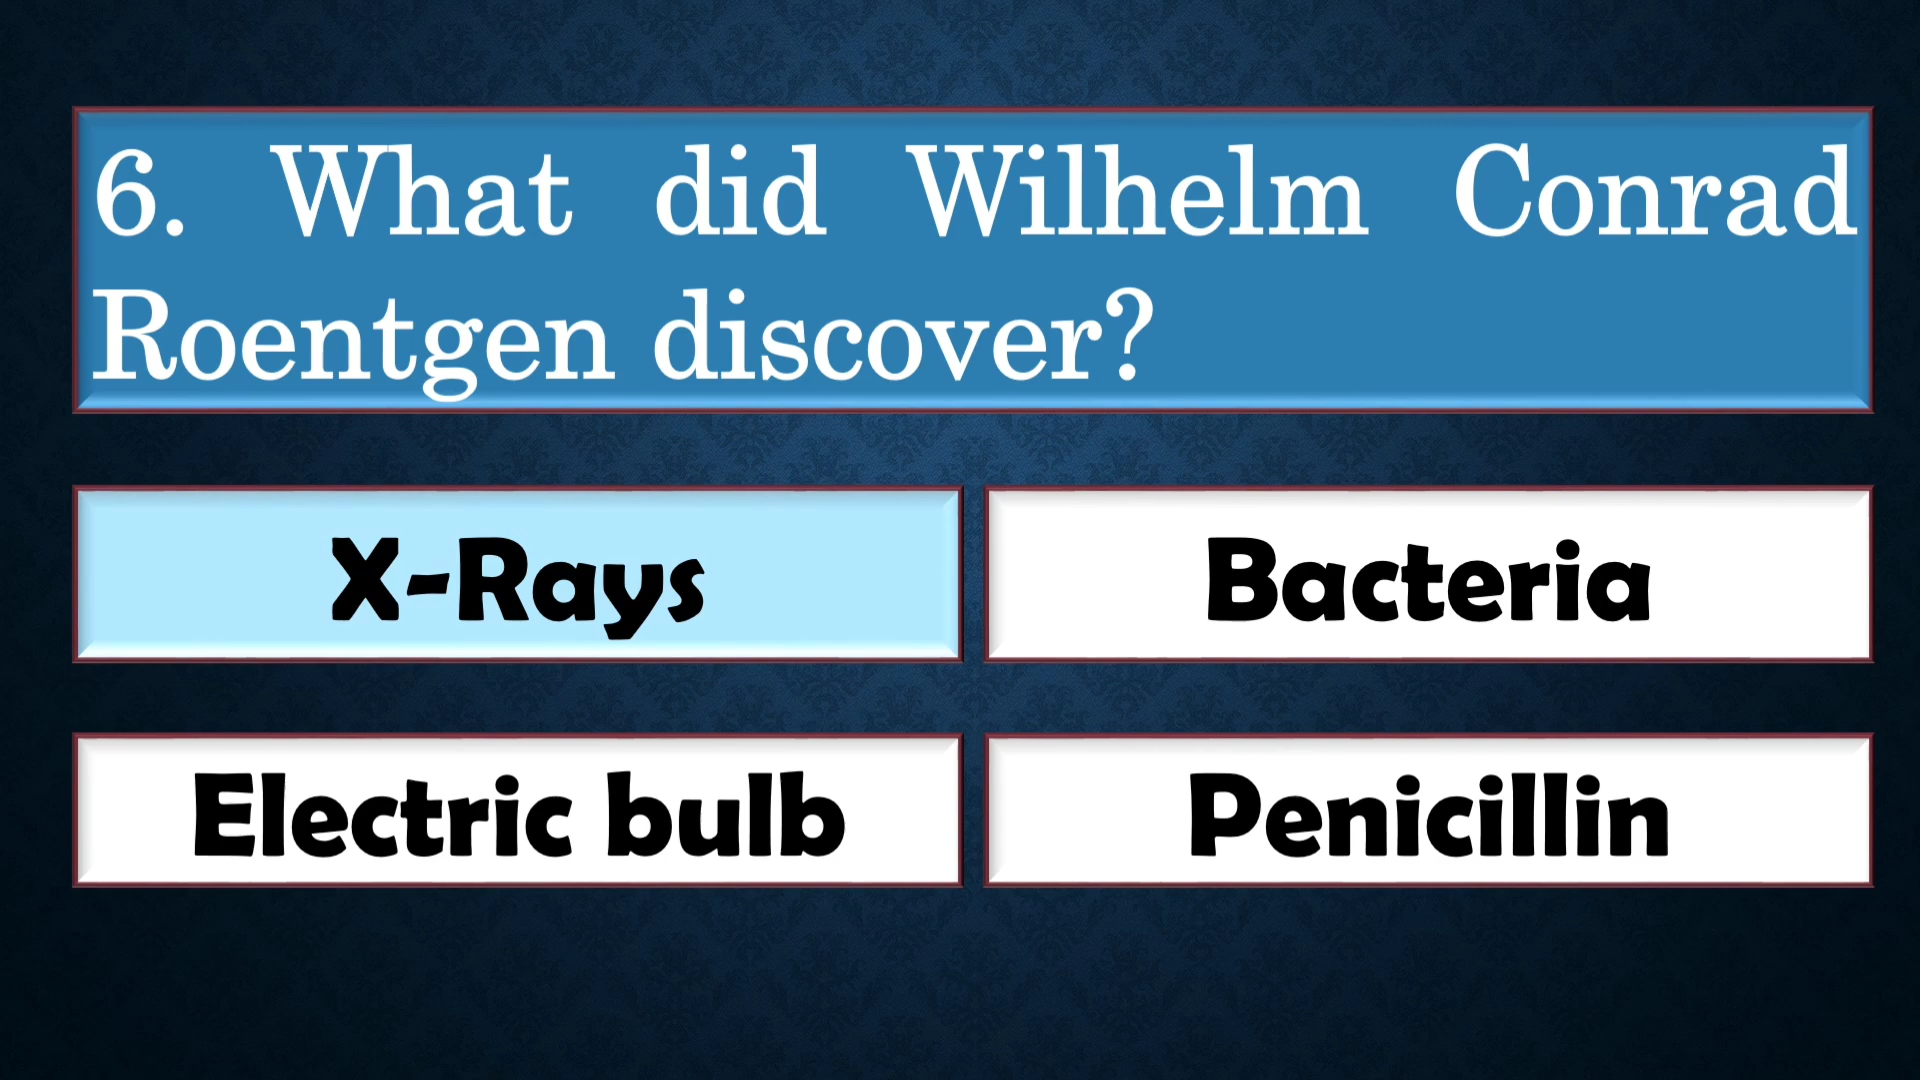 6. What did Wilhelm Conrad
Roentgen discover?
X-Rays
Bacteria
Electric bulb
Penicillin